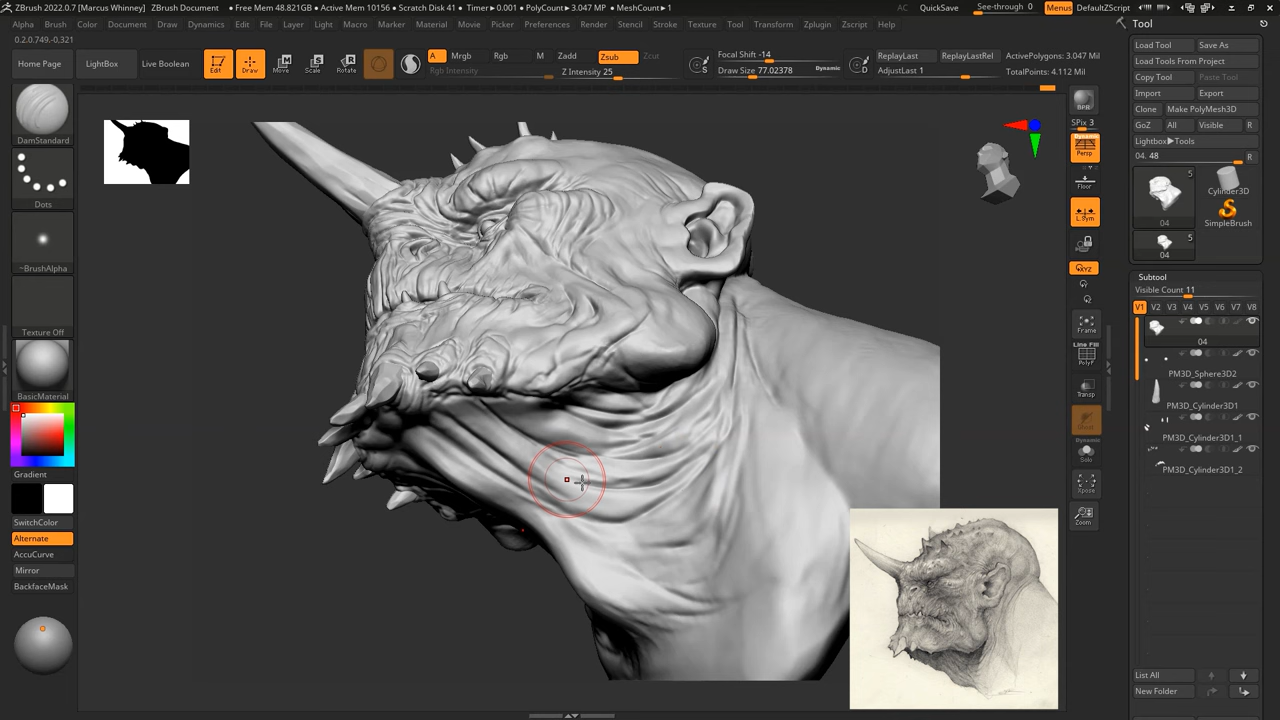 ZBrush 2022.0.7 [Marcus Whinney] ZBrush Document ● Free Mem 48.821GB ● Active Mem 10156 ● Scratch Disk 41 ● Timer▶0.001 ● PolyCount▶3.047 MP ● MeshCount▶1
AC QuickSave See-through 0 Menus DefaultZScript
Alpha Brush Color Document Draw Dynamics Edit File Layer Light Macro Marker Material Movie Picker Preferences Render Stencil Stroke Texture Tool Transform Zplugin Zscript Help
0.2,0.749,-0.321
Home Page
LightBox
Live Boolean
Edit
Draw
Move
Scale
Rotate
A Mrgb Rgb M Zadd Zsub Zcut
Rgb Intensity Z Intensity 25
S
Focal Shift -14
Draw Size 77.02378 Dynamic
D
ReplayLast ReplayLastRel
AdjustLast 1
ActivePolygons: 3.047 Mil
TotalPoints: 4.112 Mil
DamStandard
Dots
~BrushAlpha
Texture Off
BasicMaterial
Gradient
SwitchColor
Alternate
AccuCurve
Mirror
BackfaceMask
BPR
SPix 3
Dynamic
Persp
Floor
L.Sym
XYZ
Frame
Line Fill
PolyF
Transp
Ghost
Dynamic
Solo
Xpose
Zoom
Tool
Load Tool Save As
Load Tools From Project
Copy Tool Paste Tool
Import Export
Clone Make PolyMesh3D
GoZ All Visible R
Lightbox▶Tools
04. 48 R
5
04
Cylinder3D
SimpleBrush
5
04
Subtool
Visible Count 11
V1 V2 V3 V4 V5 V6 V7 V8
04
PM3D_Sphere3D2
PM3D_Cylinder3D1
PM3D_Cylinder3D1_1
PM3D_Cylinder3D1_2
List All
New Folder